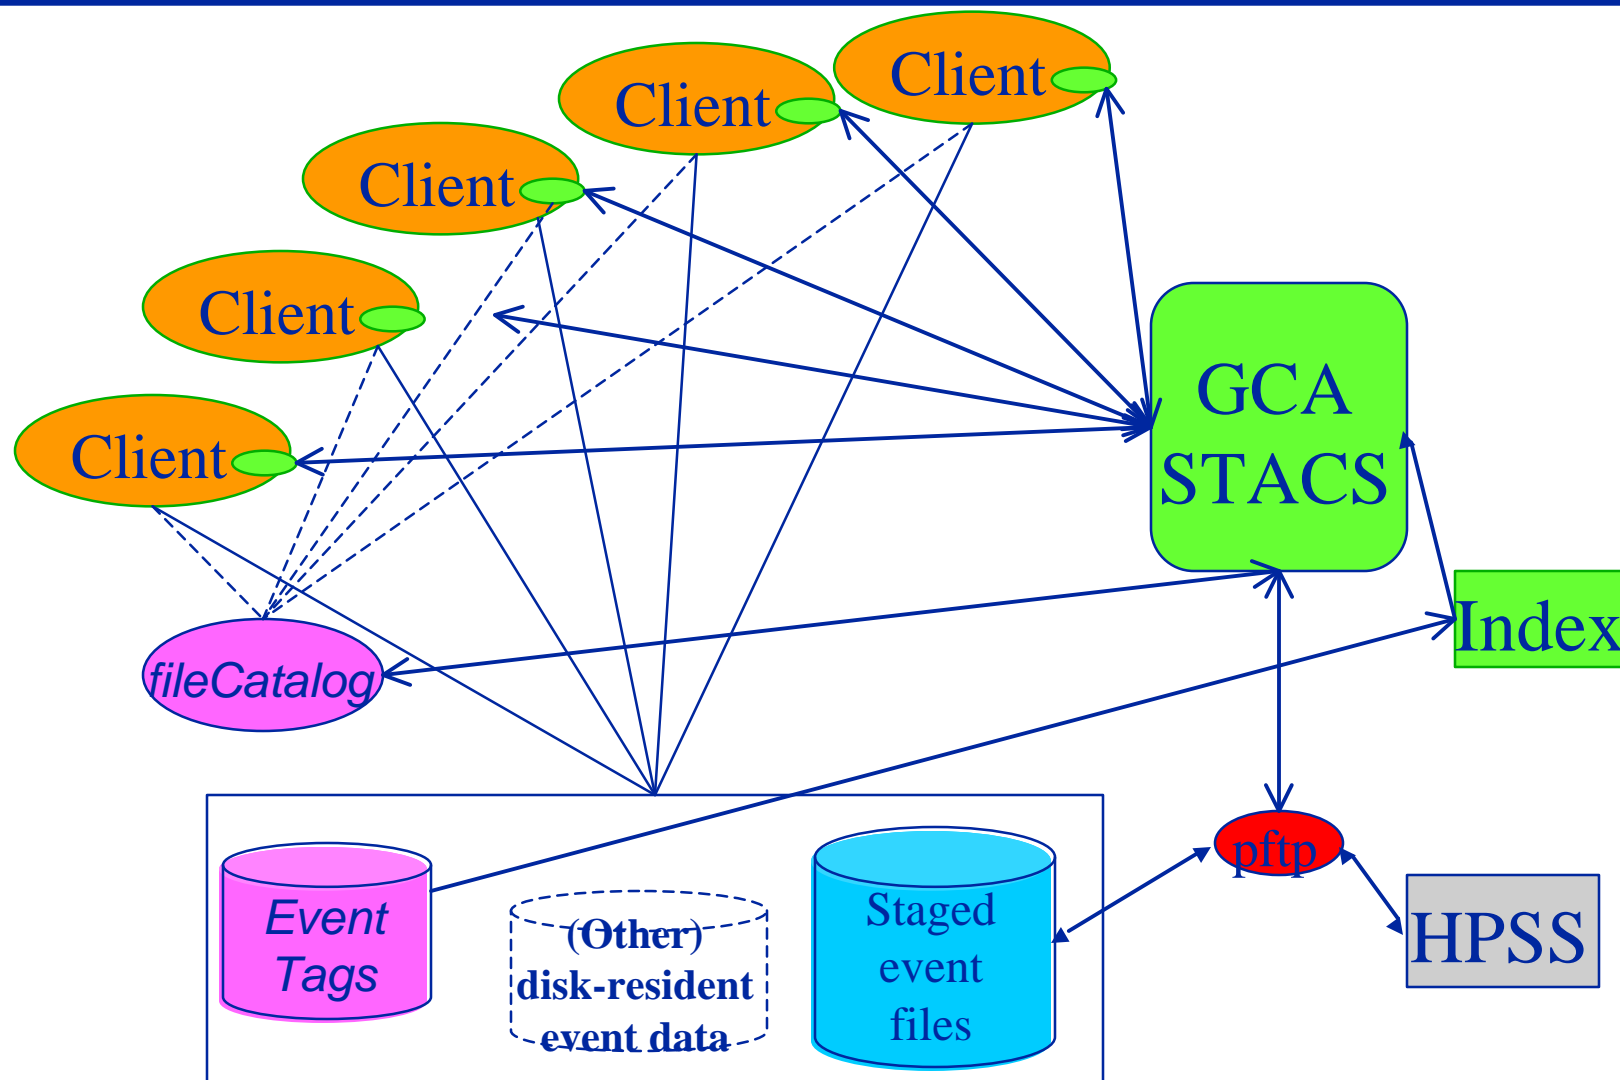 Client
Client
Client
Client
Client
GCA
STACS
Index
fileCatalog
pftp
HPSS
Event
Tags
(Other)
disk-resident
event data
Staged
event
files